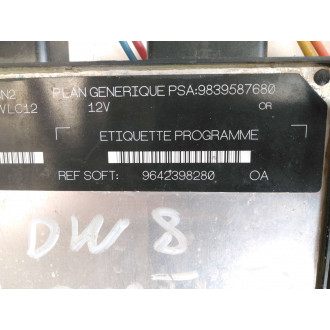 PLAN GENERIQUE PSA:9839587680
12V OR
ETIQUETTE PROGRAMME
REF SOFT: 9642398280 OA
DW 8